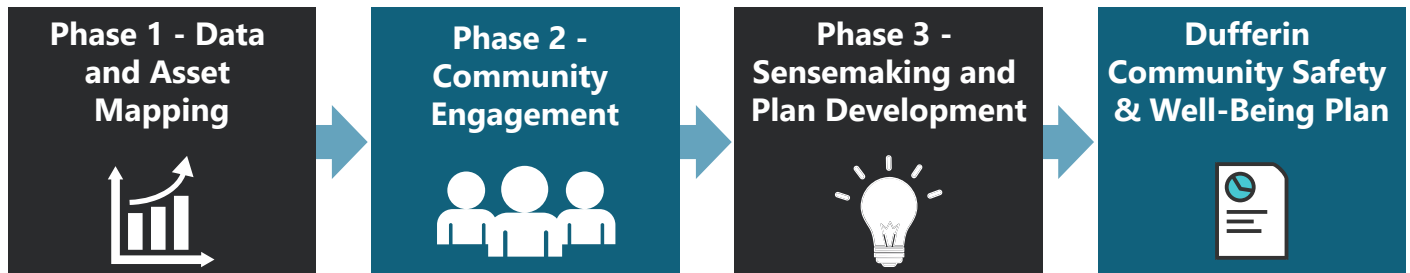 Phase 1 - Data
and Asset
Mapping
Phase 2 -
Community
Engagement
Phase 3 -
Sensemaking and
Plan Development
Dufferin
Community Safety
& Well-Being Plan